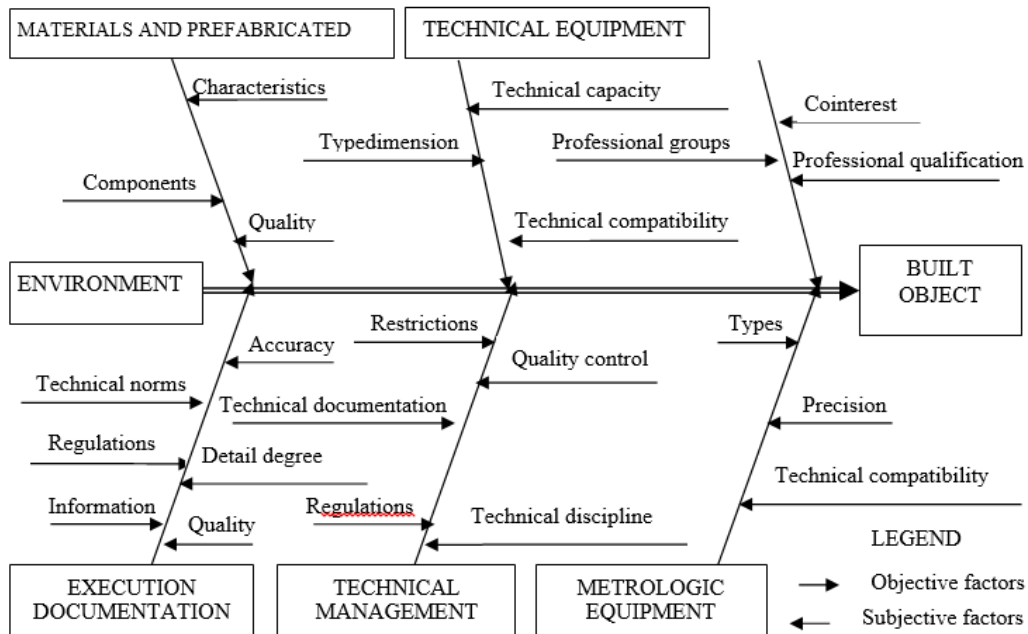 MATERIALS AND PREFABRICATED
TECHNICAL EQUIPMENT
Characteristics
Technical capacity
Cointerest
Typedimension
Professional groups
Professional qualification
Components
Quality
Technical compatibility
ENVIRONMENT
BUILT
OBJECT
Restrictions
Types
Accuracy
Quality control
Technical norms
Technical documentation
Precision
Regulations
Detail degree
Technical compatibility
Information
Quality
Regulations
Technical discipline
LEGEND
EXECUTION
DOCUMENTATION
TECHNICAL
MANAGEMENT
METROLOGIC
EQUIPMENT
Objective factors
Subjective factors